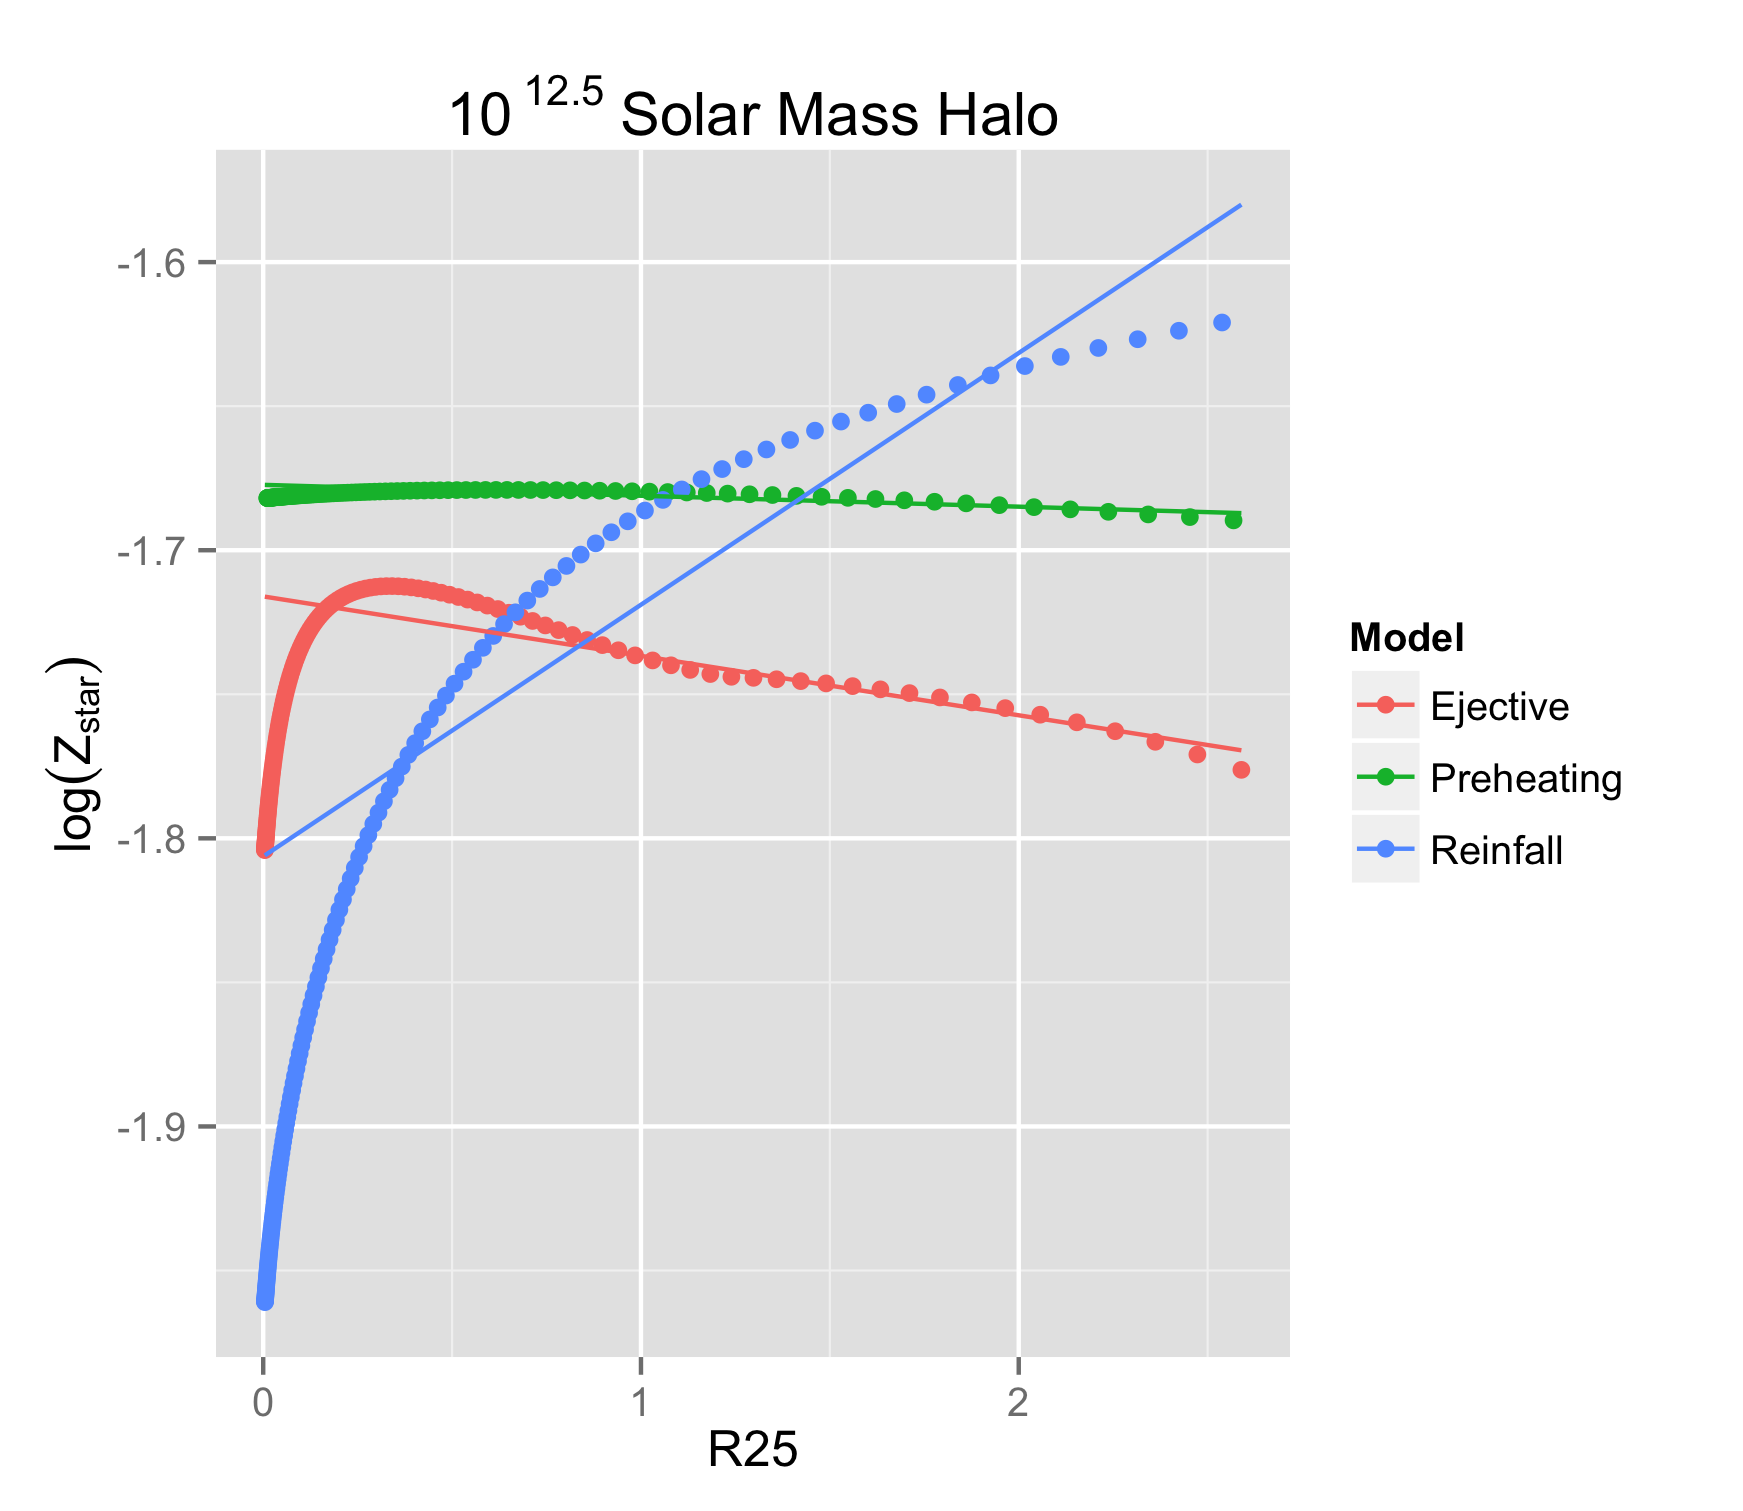 10^12.5 Solar Mass Halo
-1.6
-1.7
-1.8
-1.9
log(Z_star)
0 1 2
R25
Model
Ejective
Preheating
Reinfall